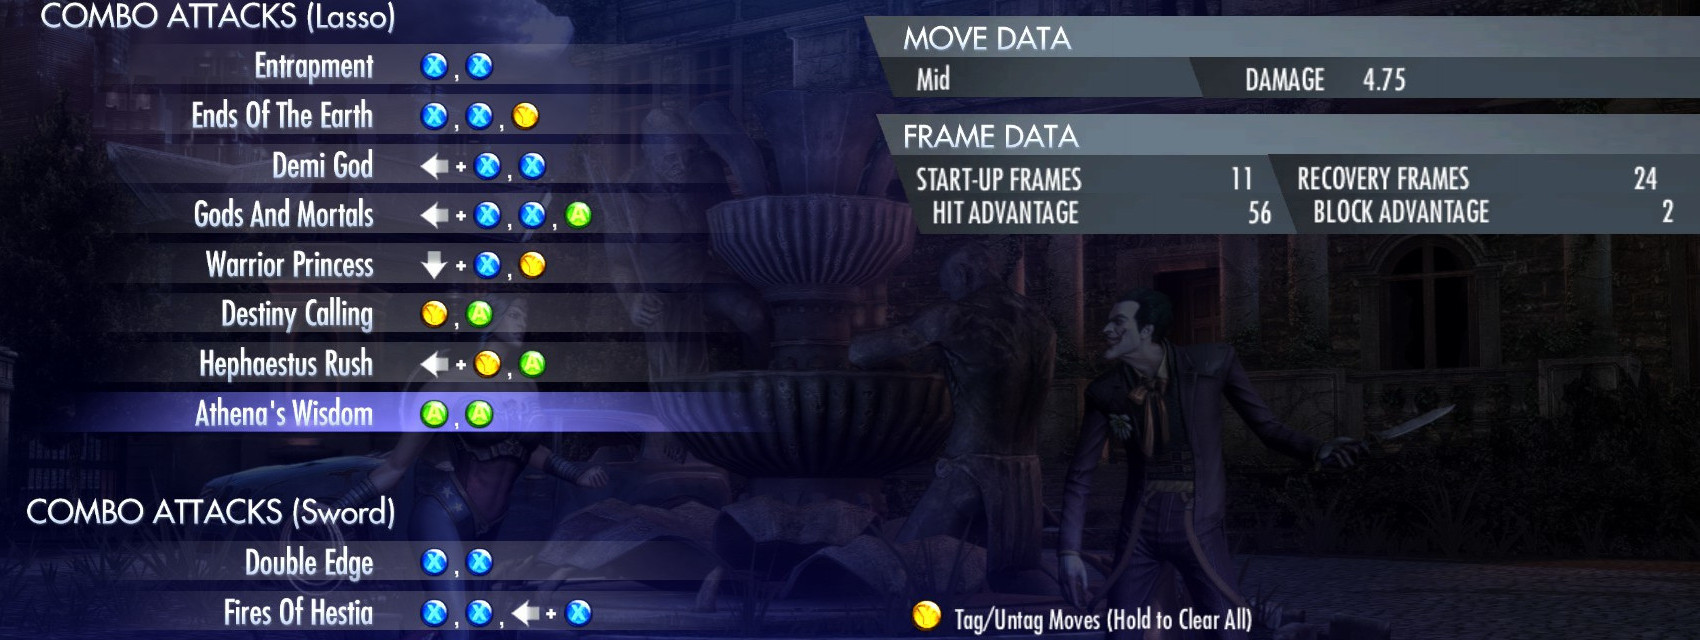 COMBO ATTACKS (Lasso)
Entrapment X , X
Ends Of The Earth X , X , Y
Demi God + X , X
Gods And Mortals + X , X , A
Warrior Princess + X , Y
Destiny Calling Y , A
Hephaestus Rush + Y , A
Athena's Wisdom A , A
COMBO ATTACKS (Sword)
Double Edge X , X
Fires Of Hestia X , X , + X
MOVE DATA
Mid DAMAGE 4.75
FRAME DATA
START-UP FRAMES 11 RECOVERY FRAMES 24
HIT ADVANTAGE 56 BLOCK ADVANTAGE 2
Y Tag/Untag Moves (Hold to Clear All)